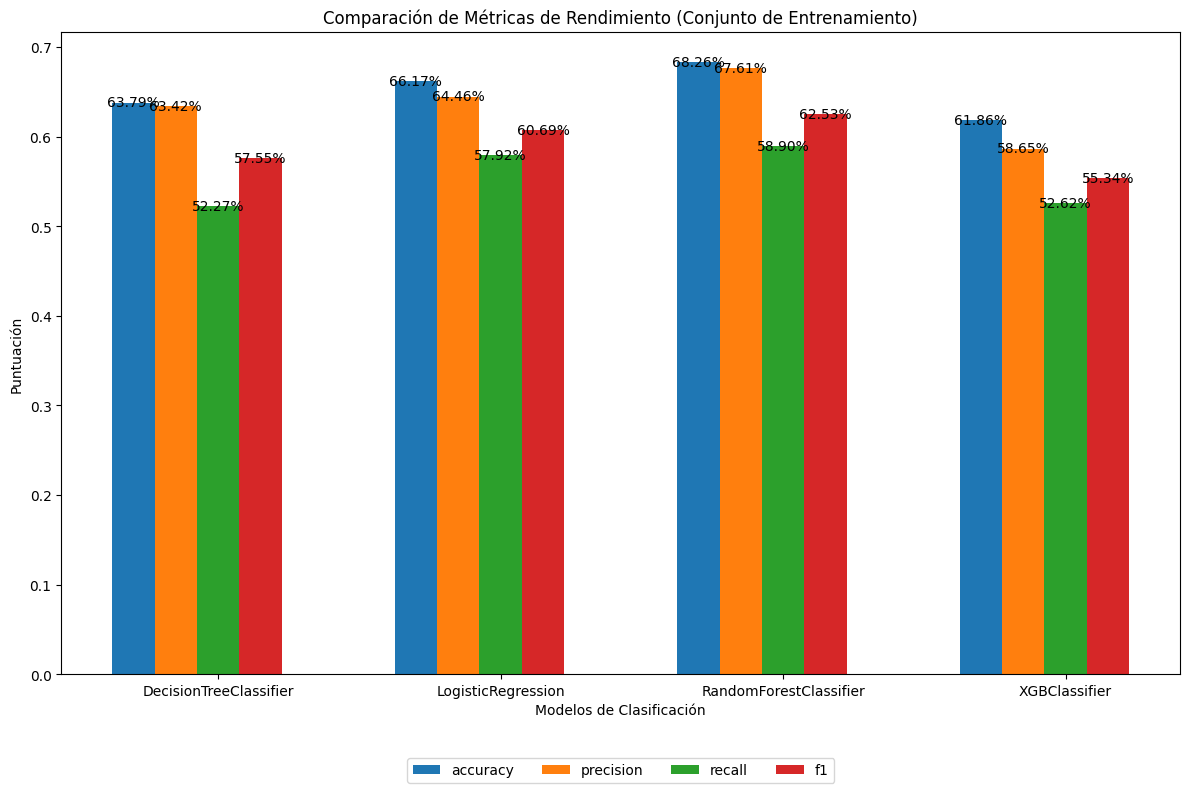 Comparación de Métricas de Rendimiento (Conjunto de Entrenamiento)
Puntuación
0.7
0.6
0.5
0.4
0.3
0.2
0.1
0.0
63.79% 63.42% 52.27% 57.55%
66.17% 64.46% 57.92% 60.69%
68.26% 67.61% 58.90% 62.53%
61.86% 58.65% 52.62% 55.34%
DecisionTreeClassifier LogisticRegression RandomForestClassifier XGBClassifier
Modelos de Clasificación
accuracy precision recall f1